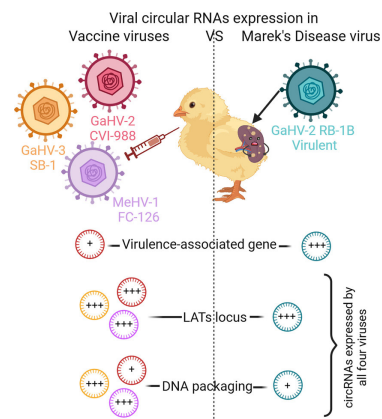 Viral circular RNAs expression in
Vaccine viruses VS Marek's Disease virus
GaHV-2
CVI-988
GaHV-3
SB-1
MeHV-1
FC-126
GaHV-2 RB-1B
Virulent
+ Virulence-associated gene +++
+++
+++ LATs locus +++
+++
+
+++ DNA packaging +
+++
circRNAs expressed by
all four viruses